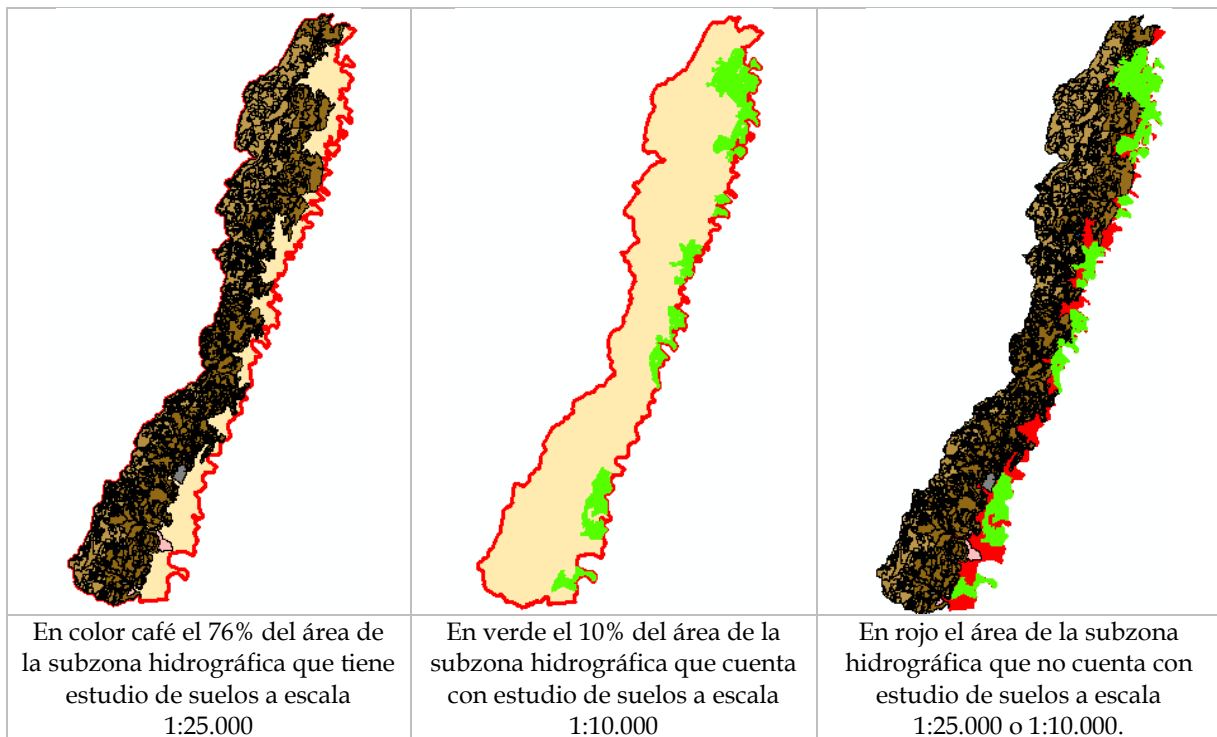 En color café el 76% del área de
la subzona hidrográfica que tiene
estudio de suelos a escala
1:25.000
En verde el 10% del área de la
subzona hidrográfica que cuenta
con estudio de suelos a escala
1:10.000
En rojo el área de la subzona
hidrográfica que no cuenta con
estudio de suelos a escala
1:25.000 o 1:10.000.